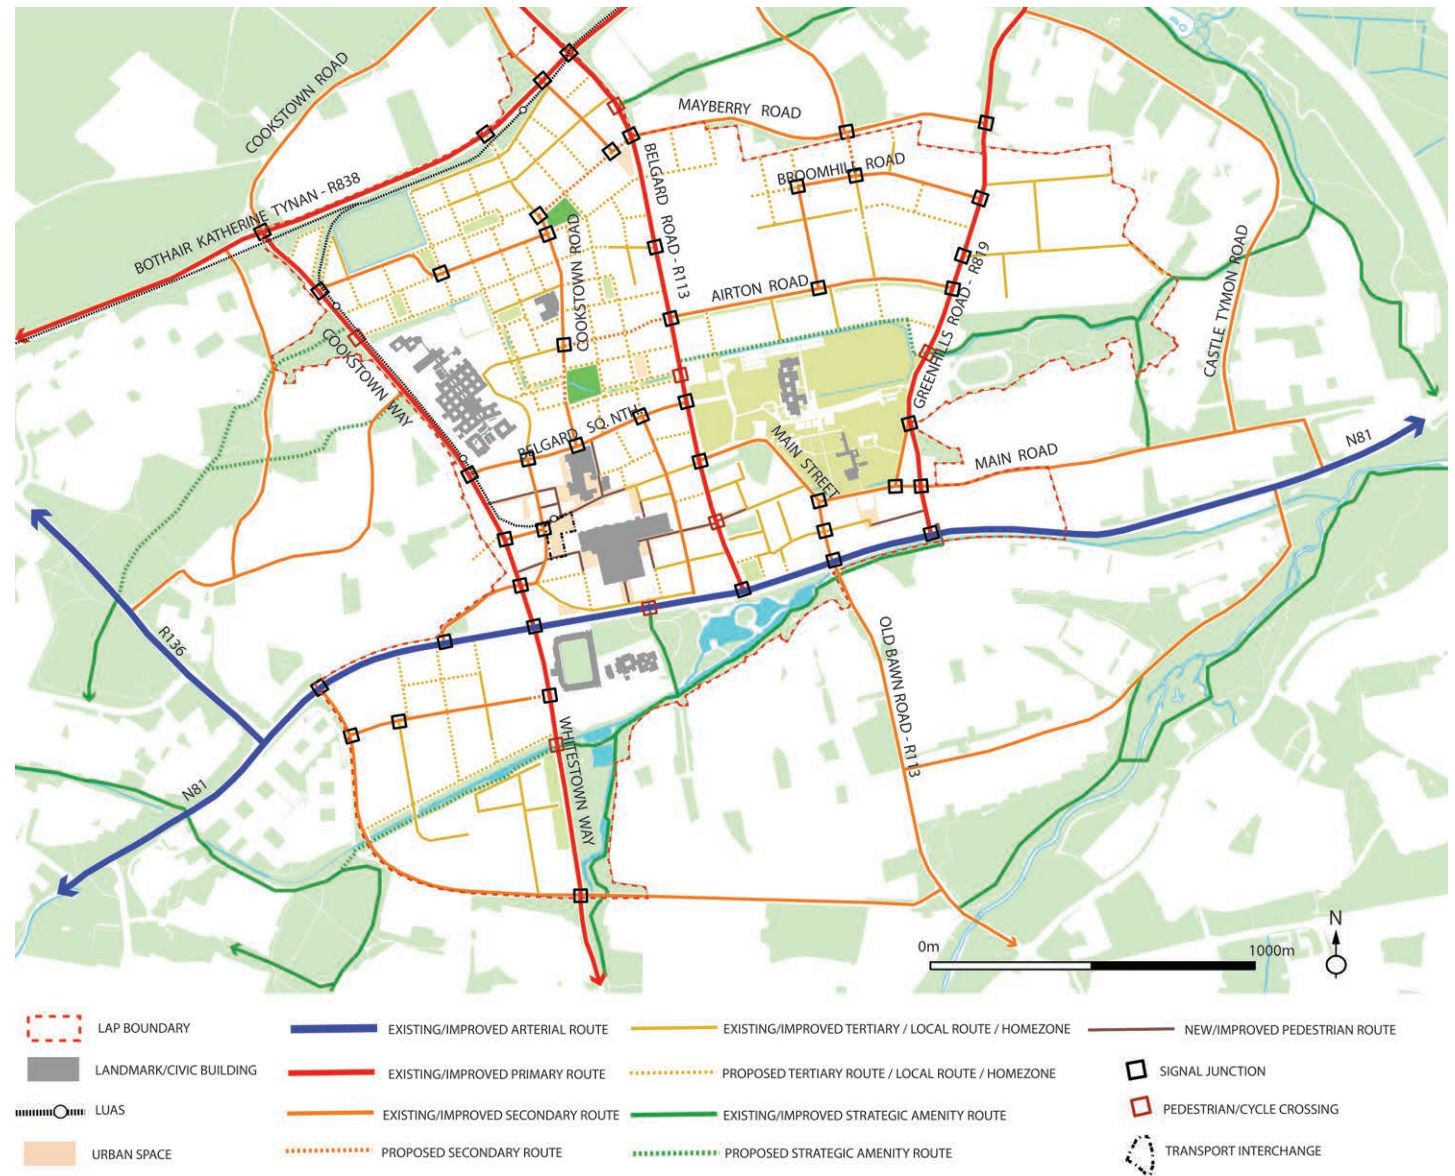 COOKSTOWN ROAD
MAYBERRY ROAD
BROOMHILL ROAD
BOTHAIR KATHERINE TYNAN - R838
BELGARD ROAD - R113
COOKSTOWN ROAD
AIRTON ROAD
GREENHILLS ROAD - R819
CASTLE TYMON ROAD
COOKSTOWN WAY
BELGARD SQ. NTH
MAIN STREET
MAIN ROAD
N81
R136
OLD BAWN ROAD - R113
WHITESTOWN WAY
N81
N
0m
1000m
LAP BOUNDARY
EXISTING/IMPROVED ARTERIAL ROUTE
EXISTING/IMPROVED TERTIARY / LOCAL ROUTE / HOMEZONE
NEW/IMPROVED PEDESTRIAN ROUTE
LANDMARK/CIVIC BUILDING
EXISTING/IMPROVED PRIMARY ROUTE
PROPOSED TERTIARY ROUTE / LOCAL ROUTE / HOMEZONE
SIGNAL JUNCTION
LUAS
EXISTING/IMPROVED SECONDARY ROUTE
EXISTING/IMPROVED STRATEGIC AMENITY ROUTE
PEDESTRIAN/CYCLE CROSSING
URBAN SPACE
PROPOSED SECONDARY ROUTE
PROPOSED STRATEGIC AMENITY ROUTE
TRANSPORT INTERCHANGE